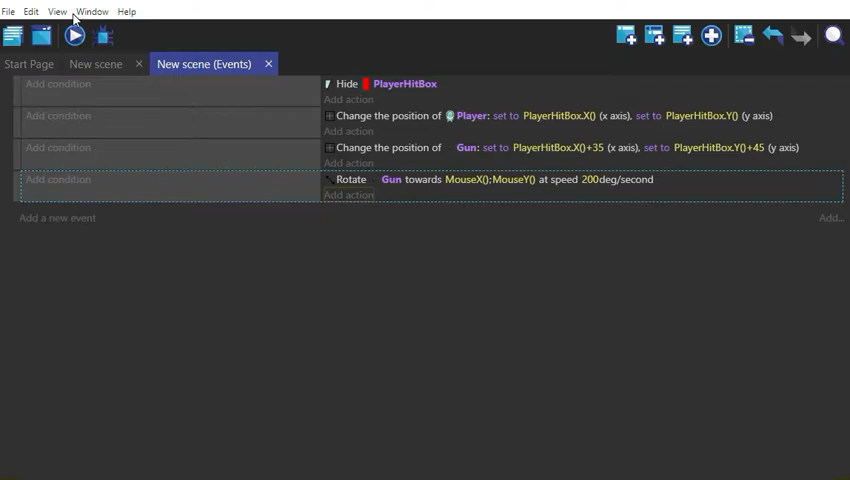 File Edit View Window Help
Start Page New scene × New scene (Events) ×
Add condition Hide PlayerHitBox
Add action
Add condition Change the position of Player: set to PlayerHitBox.X() (x axis), set to PlayerHitBox.Y() (y axis)
Add action
Add condition Change the position of Gun: set to PlayerHitBox.X()+35 (x axis), set to PlayerHitBox.Y()+45 (y axis)
Add action
Add condition Rotate Gun towards MouseX();MouseY() at speed 200deg/second
Add action
Add a new event Add...